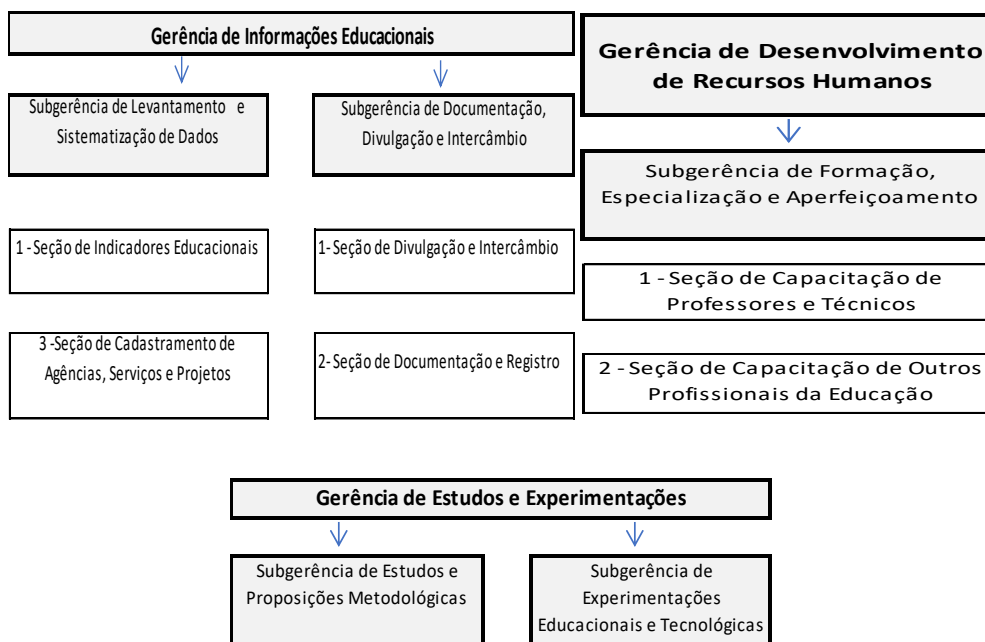 Gerência de Informações Educacionais
Subgerência de Levantamento e
Sistematização de Dados
Subgerência de Documentação,
Divulgação e Intercâmbio
1 - Seção de Indicadores Educacionais
1- Seção de Divulgação e Intercâmbio
3 -Seção de Cadastramento de
Agências, Serviços e Projetos
2- Seção de Documentação e Registro
Gerência de Desenvolvimento
de Recursos Humanos
Subgerência de Formação,
Especialização e Aperfeiçoamento
1 - Seção de Capacitação de
Professores e Técnicos
2 - Seção de Capacitação de Outros
Profissionais da Educação
Gerência de Estudos e Experimentações
Subgerência de Estudos e
Proposições Metodológicas
Subgerência de
Experimentações
Educacionais e Tecnológicas